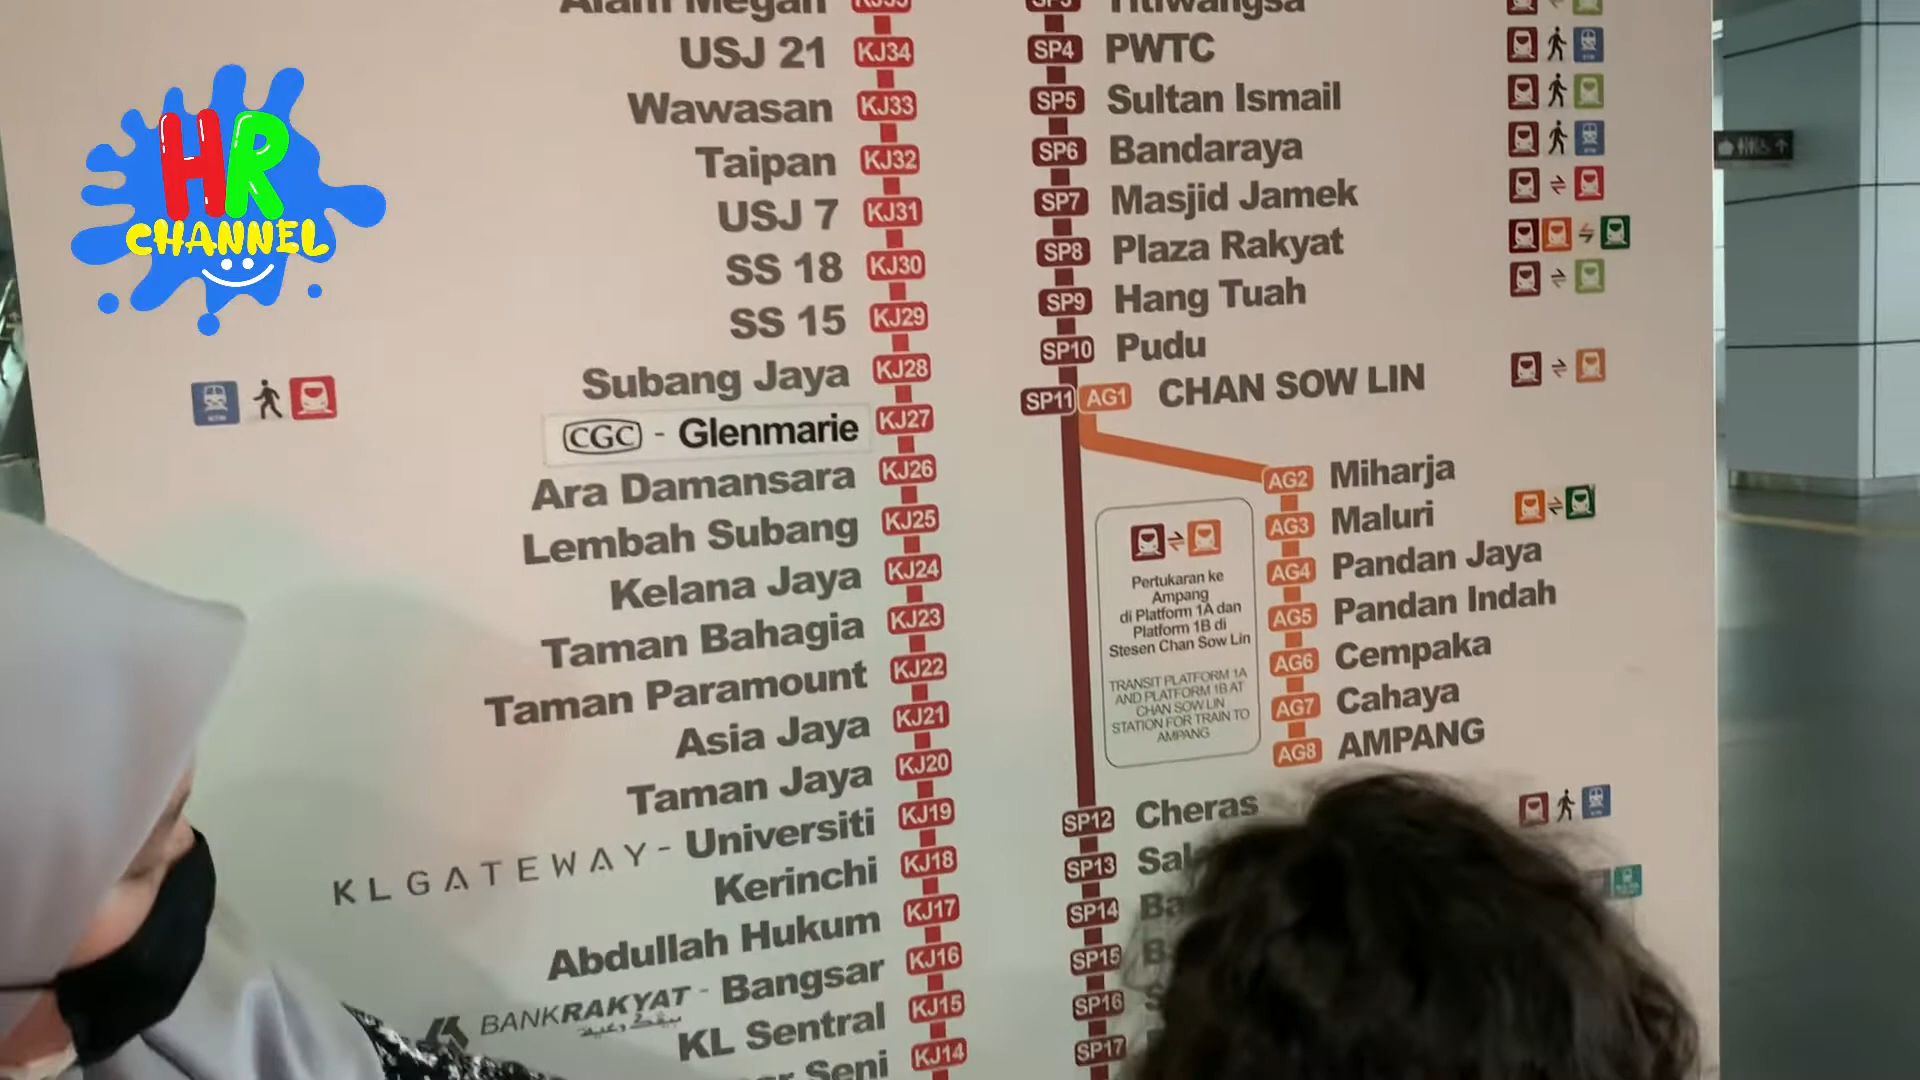 HR
CHANNEL
Alam Megah
USJ 21 KJ34
Wawasan KJ33
Taipan KJ32
USJ 7 KJ31
SS 18 KJ30
SS 15 KJ29
Subang Jaya KJ28
CGC - Glenmarie KJ27
Ara Damansara KJ26
Lembah Subang KJ25
Kelana Jaya KJ24
Taman Bahagia KJ23
Taman Paramount KJ22
Asia Jaya KJ21
Taman Jaya KJ20
KL GATEWAY - Universiti KJ19
Kerinchi KJ18
Abdullah Hukum KJ17
BANKRAKYAT - Bangsar KJ16
KL Sentral KJ15
Seni KJ14
SP3 Titiwangsa
SP4 PWTC
SP5 Sultan Ismail
SP6 Bandaraya
SP7 Masjid Jamek
SP8 Plaza Rakyat
SP9 Hang Tuah
SP10 Pudu
SP11 AG1 CHAN SOW LIN
AG2 Miharja
AG3 Maluri
AG4 Pandan Jaya
AG5 Pandan Indah
AG6 Cempaka
AG7 Cahaya
AG8 AMPANG
Pertukaran ke
Ampang
di Platform 1A dan
Platform 1B di
Stesen Chan Sow Lin
TRANSIT PLATFORM 1A
AND PLATFORM 1B AT
CHAN SOW LIN
STATION FOR TRAIN TO
AMPANG
SP12 Cheras
SP13
SP14
SP15
SP16
SP17